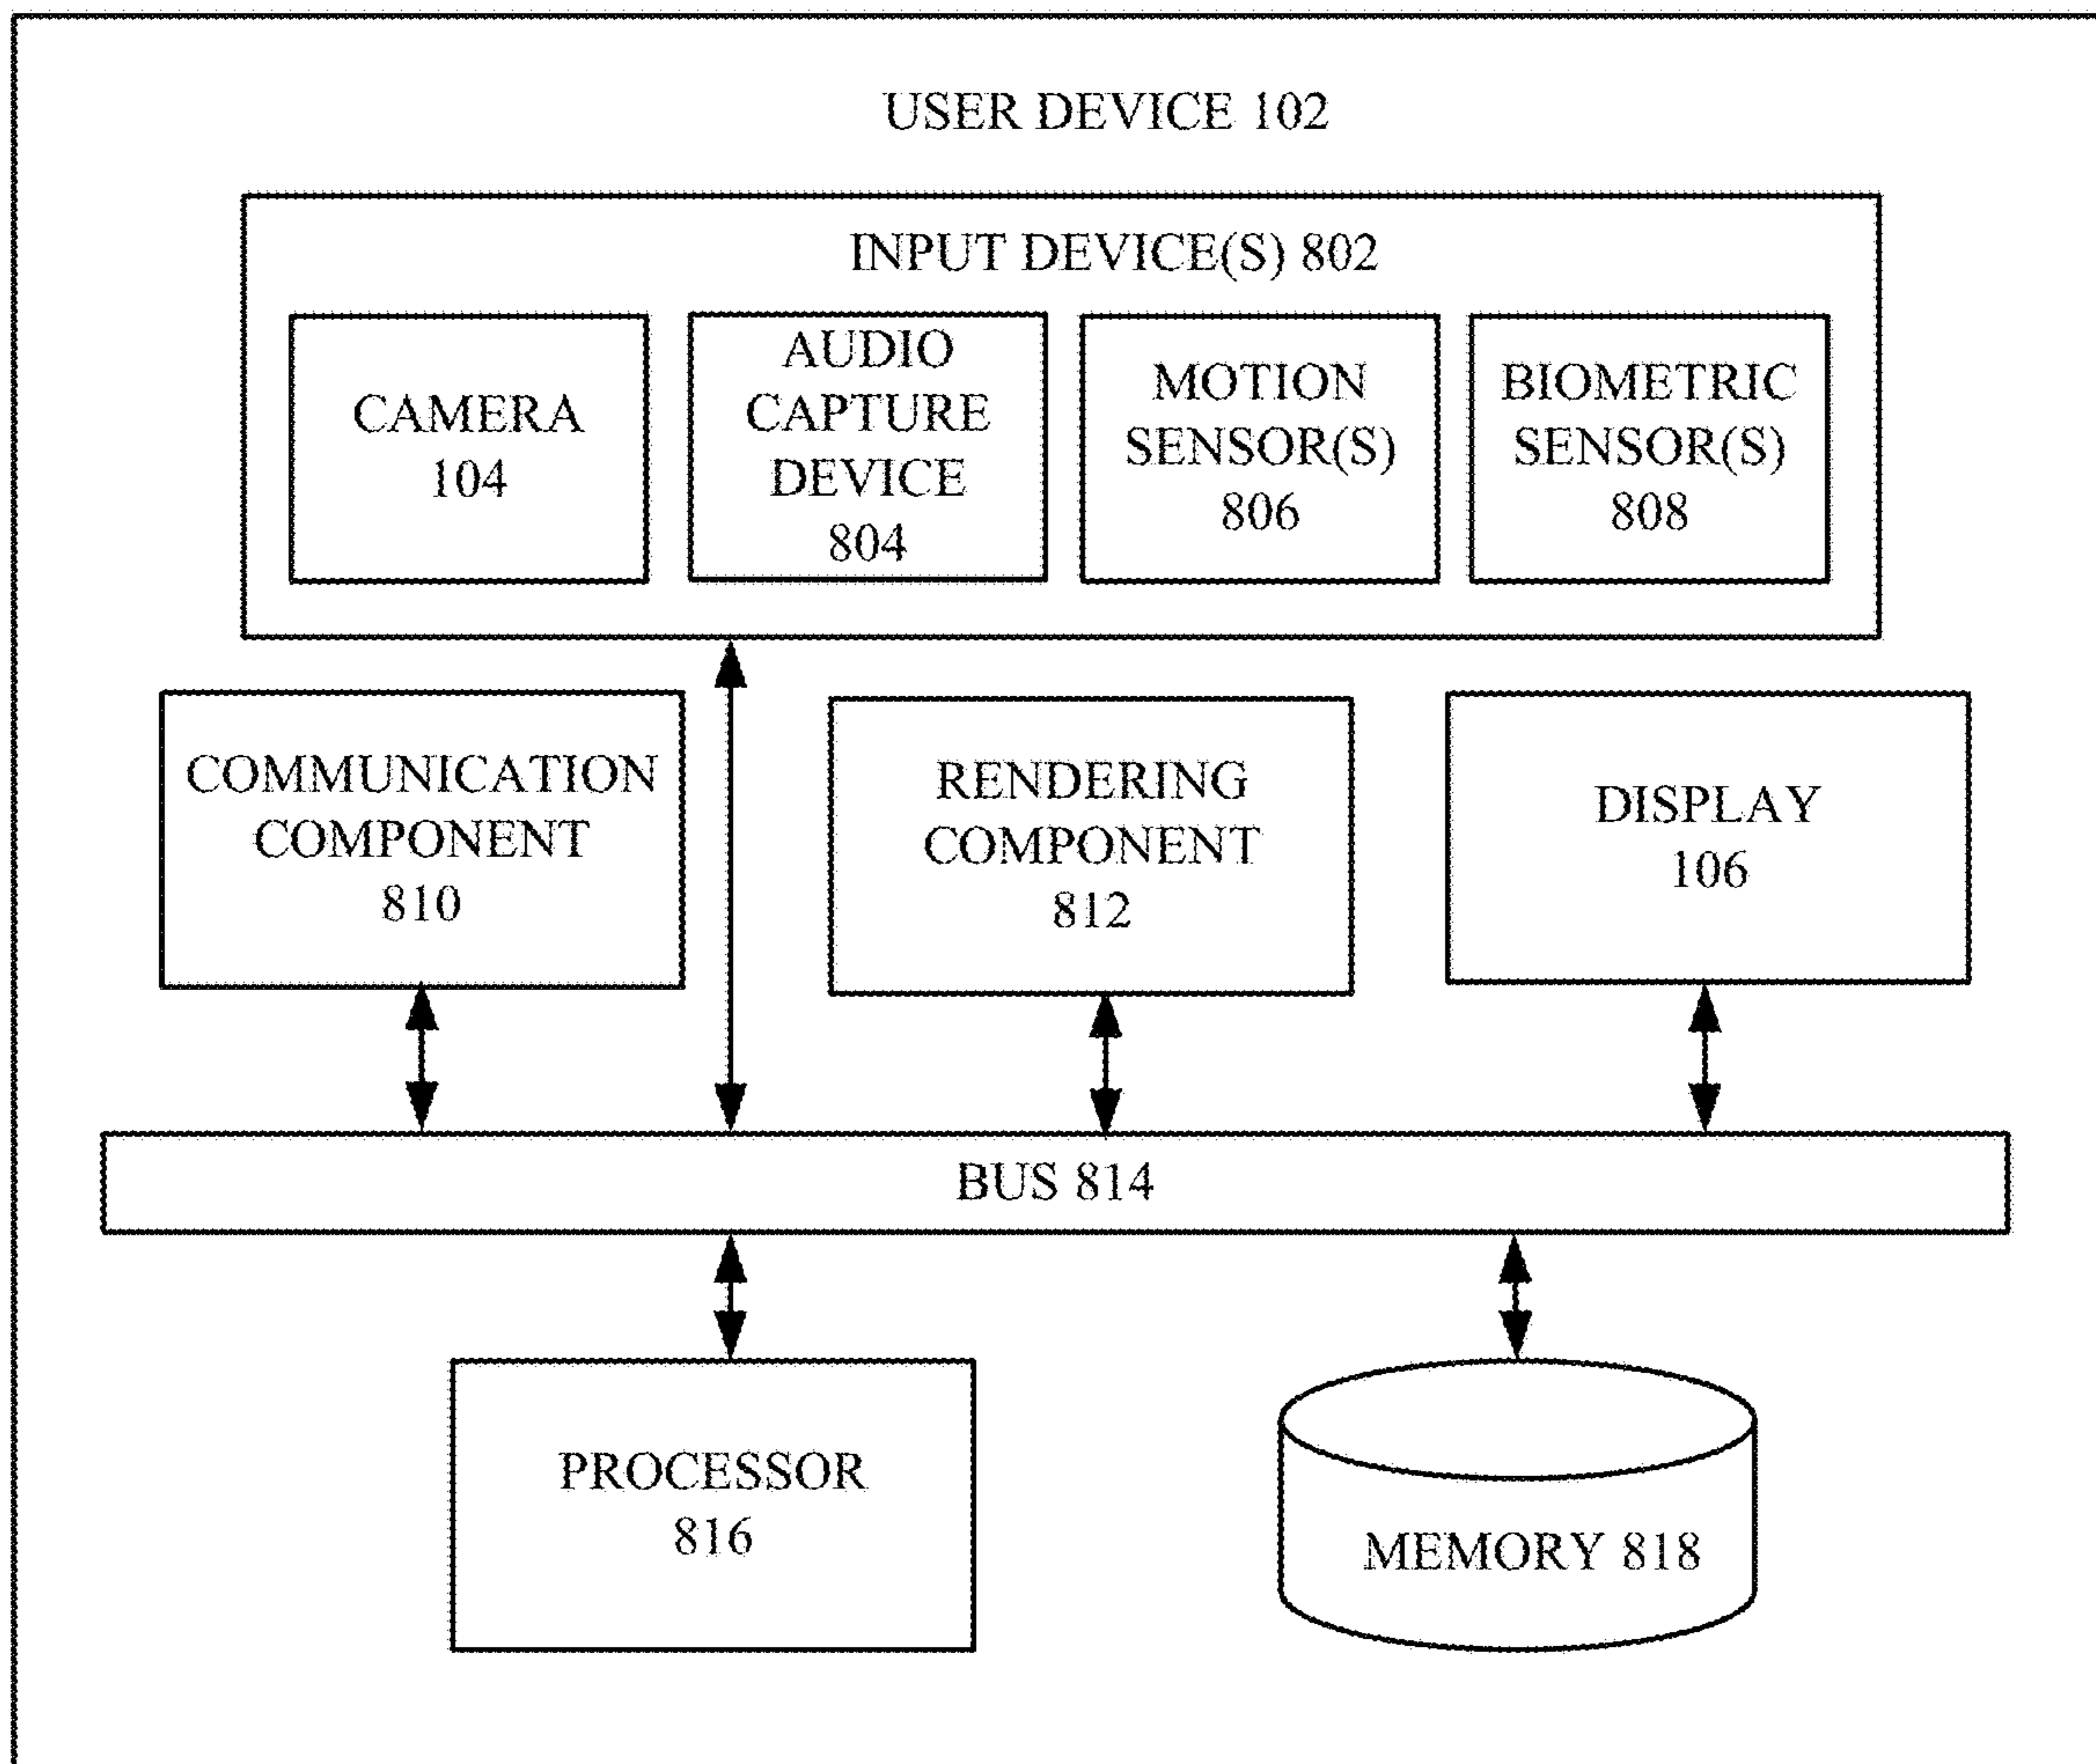 USER DEVICE 102
INPUT DEVICE(S) 802
CAMERA
104
AUDIO
CAPTURE
DEVICE
804
MOTION
SENSOR(S)
806
BIOMETRIC
SENSOR(S)
808
COMMUNICATION
COMPONENT
810
RENDERING
COMPONENT
812
DISPLAY
106
BUS 814
PROCESSOR
816
MEMORY 818